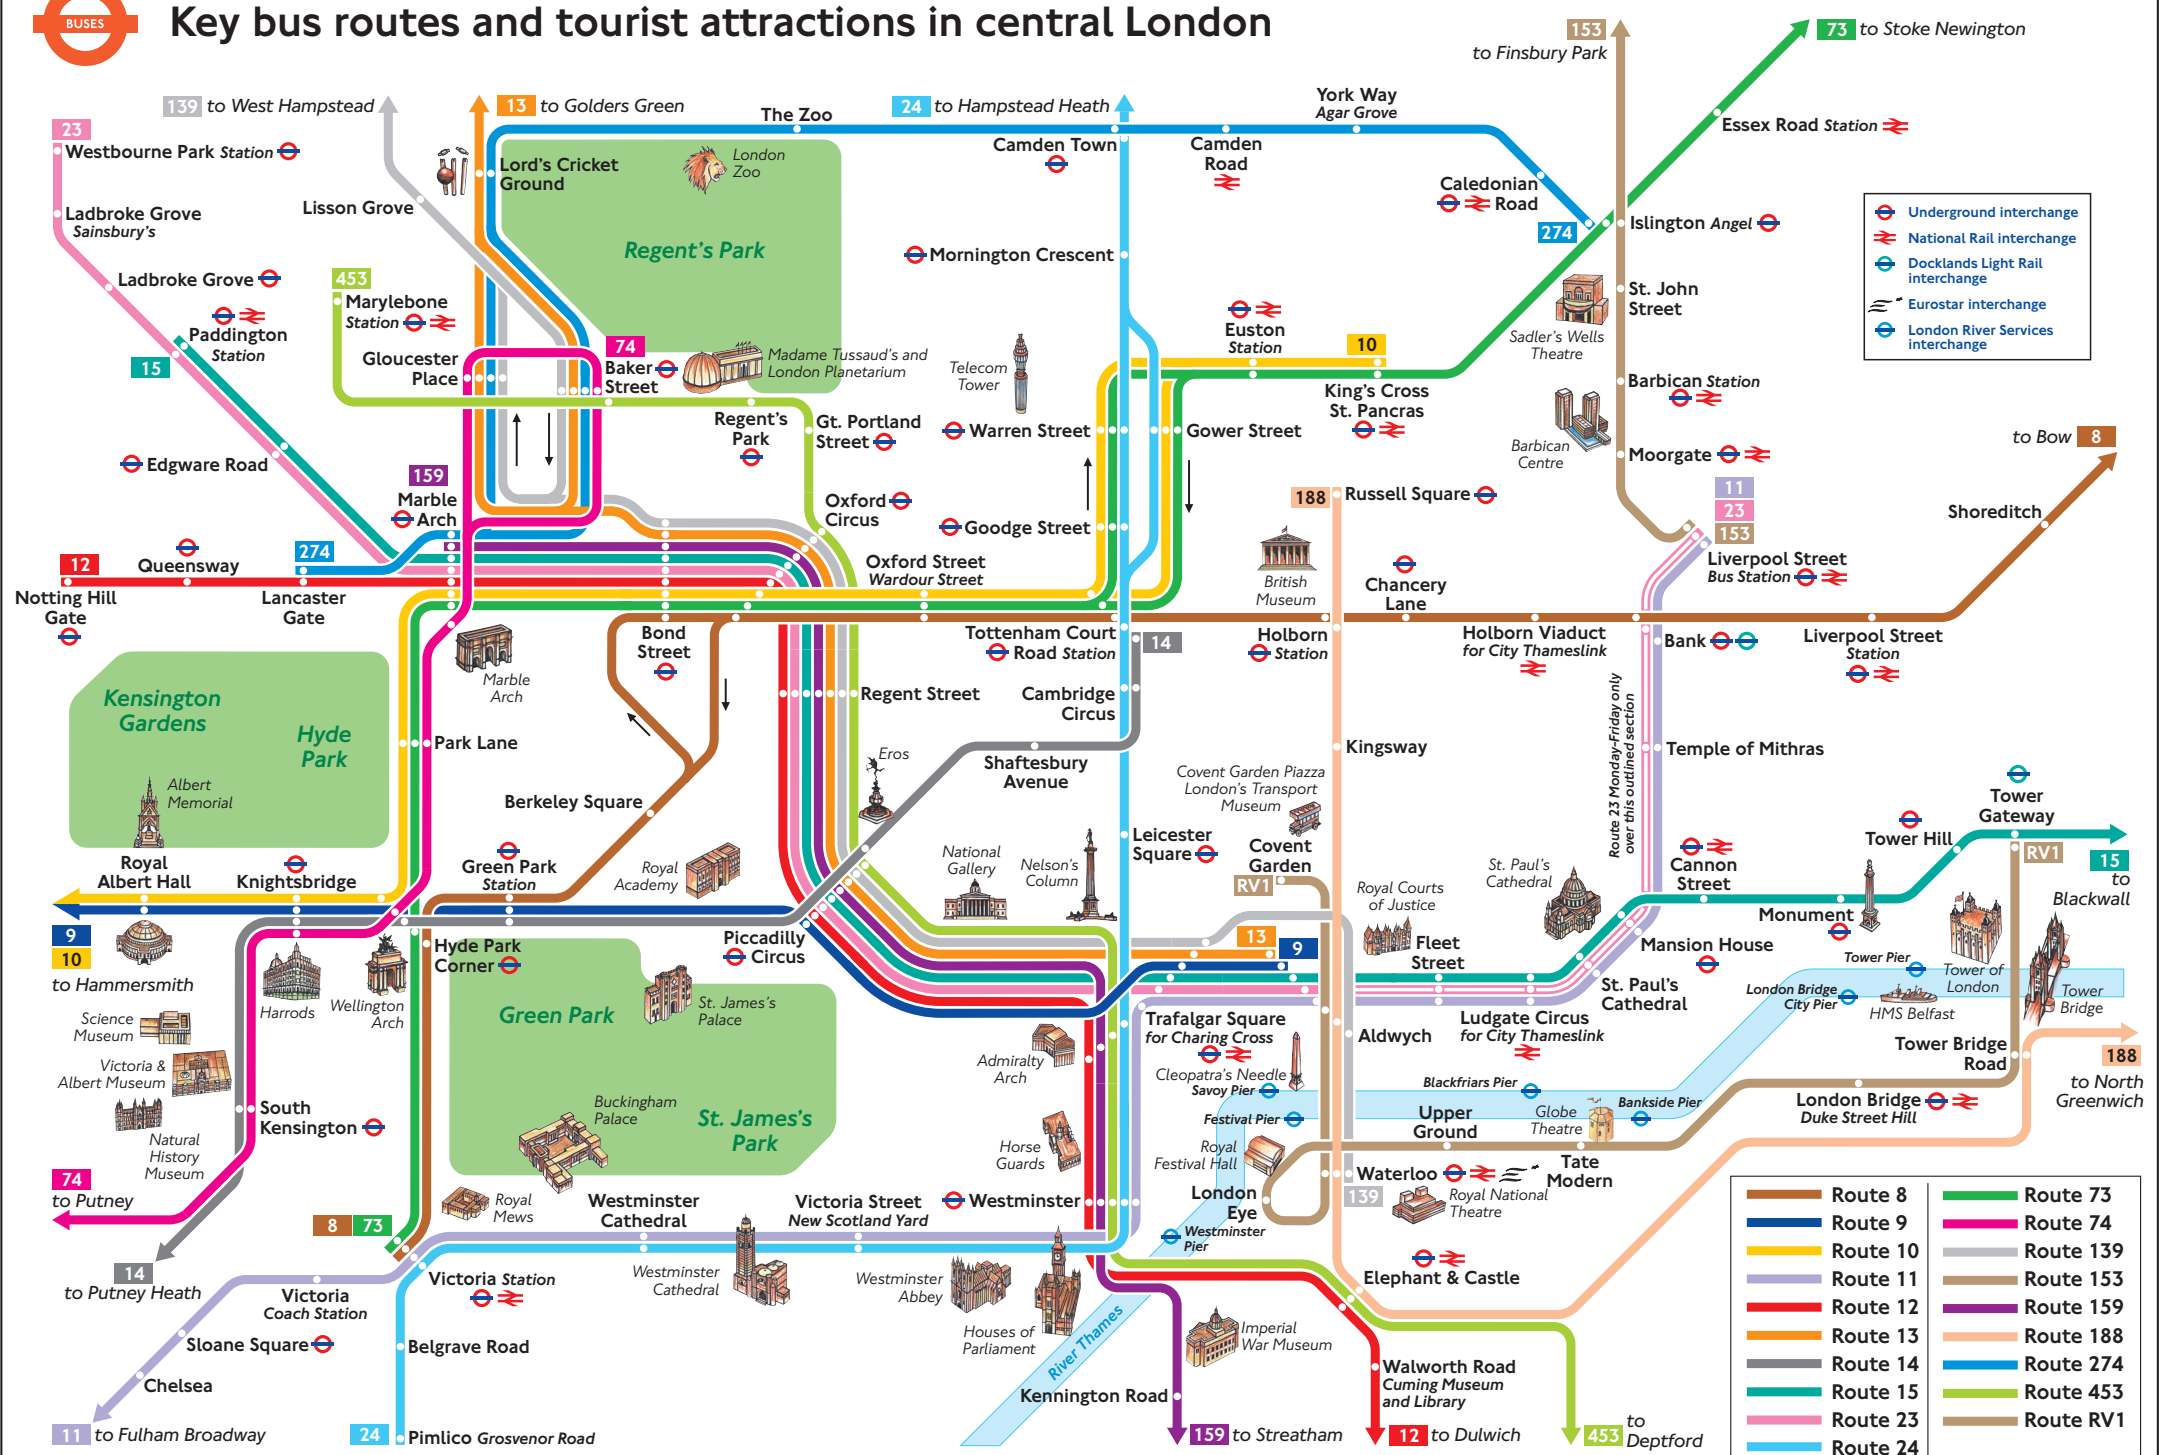 BUSES
Key bus routes and tourist attractions in central London
153
to Finsbury Park
73 to Stoke Newington
139 to West Hampstead
13 to Golders Green
24 to Hampstead Heath
The Zoo
York Way
Agar Grove
Essex Road Station
23
Westbourne Park Station
Lord's Cricket
Ground
London
Zoo
Camden Town
Camden
Road
Caledonian
Road
Ladbroke Grove
Sainsbury's
Lisson Grove
274
Islington Angel
Underground interchange
National Rail interchange
Docklands Light Rail
interchange
Eurostar interchange
London River Services
interchange
Regent's Park
Mornington Crescent
Ladbroke Grove
453
Marylebone
Station
Paddington
Station
15
Gloucester
Place
74
Baker
Street
Madame Tussaud's and
London Planetarium
Telecom
Tower
Euston
Station
10
St. John
Street
Sadler's Wells
Theatre
King's Cross
St. Pancras
Barbican Station
Barbican
Centre
Moorgate
to Bow 8
Regent's
Park
Gt. Portland
Street
Warren Street
Gower Street
Edgware Road
159
Marble
Arch
Oxford
Circus
Goodge Street
188
Russell Square
11
23
153
Liverpool Street
Bus Station
Shoreditch
12
Queensway
274
Notting Hill
Gate
Lancaster
Gate
Oxford Street
Wardour Street
British
Museum
Chancery
Lane
Bond
Street
Tottenham Court
Road Station
14
Holborn
Station
Holborn Viaduct
for City Thameslink
Bank
Liverpool Street
Station
Marble
Arch
Kensington
Gardens
Hyde
Park
Park Lane
Regent Street
Cambridge
Circus
Route 23 Monday-Friday only
over this outlined section
Kingsway
Temple of Mithras
Albert
Memorial
Eros
Shaftesbury
Avenue
Covent Garden Piazza
London's Transport
Museum
Berkeley Square
Tower
Gateway
Tower Hill
RV1
15
to
Blackwall
Royal
Albert Hall
Knightsbridge
Green Park
Station
Royal
Academy
National
Gallery
Nelson's
Column
Leicester
Square
Covent
Garden
RV1
Royal Courts
of Justice
St. Paul's
Cathedral
Cannon
Street
Monument
9
10
to Hammersmith
Hyde Park
Corner
Piccadilly
Circus
13
9
Fleet
Street
Mansion House
Tower Pier
Tower of
London
Tower
Bridge
Harrods
Wellington
Arch
Green Park
St. James's
Palace
St. Paul's
Cathedral
London Bridge
City Pier
HMS Belfast
Science
Museum
Victoria &
Albert Museum
Natural
History
Museum
Admiralty
Arch
Trafalgar Square
for Charing Cross
Cleopatra's Needle
Savoy Pier
Festival Pier
Aldwych
Ludgate Circus
for City Thameslink
Tower Bridge
Road
188
to North
Greenwich
South
Kensington
Buckingham
Palace
St. James's
Park
Horse
Guards
Royal
Festival Hall
Blackfriars Pier
Upper
Ground
Globe
Theatre
Bankside Pier
London Bridge
Duke Street Hill
74
to Putney
Royal
Mews
Westminster
Cathedral
Victoria Street
New Scotland Yard
Westminster
London
Eye
Waterloo
139
Royal National
Theatre
Tate
Modern
8 73
14
to Putney Heath
Westminster
Pier
Victoria Station
Westminster
Cathedral
Westminster
Abbey
Houses of
Parliament
Elephant & Castle
Victoria
Coach Station
Sloane Square
Belgrave Road
River Thames
Imperial
War Museum
Chelsea
Kennington Road
Walworth Road
Cuming Museum
and Library
11 to Fulham Broadway
24 Pimlico Grosvenor Road
159 to Streatham
12 to Dulwich
453 to
Deptford
Route 8
Route 9
Route 10
Route 11
Route 12
Route 13
Route 14
Route 15
Route 23
Route 24
Route 73
Route 74
Route 139
Route 153
Route 159
Route 188
Route 274
Route 453
Route RV1